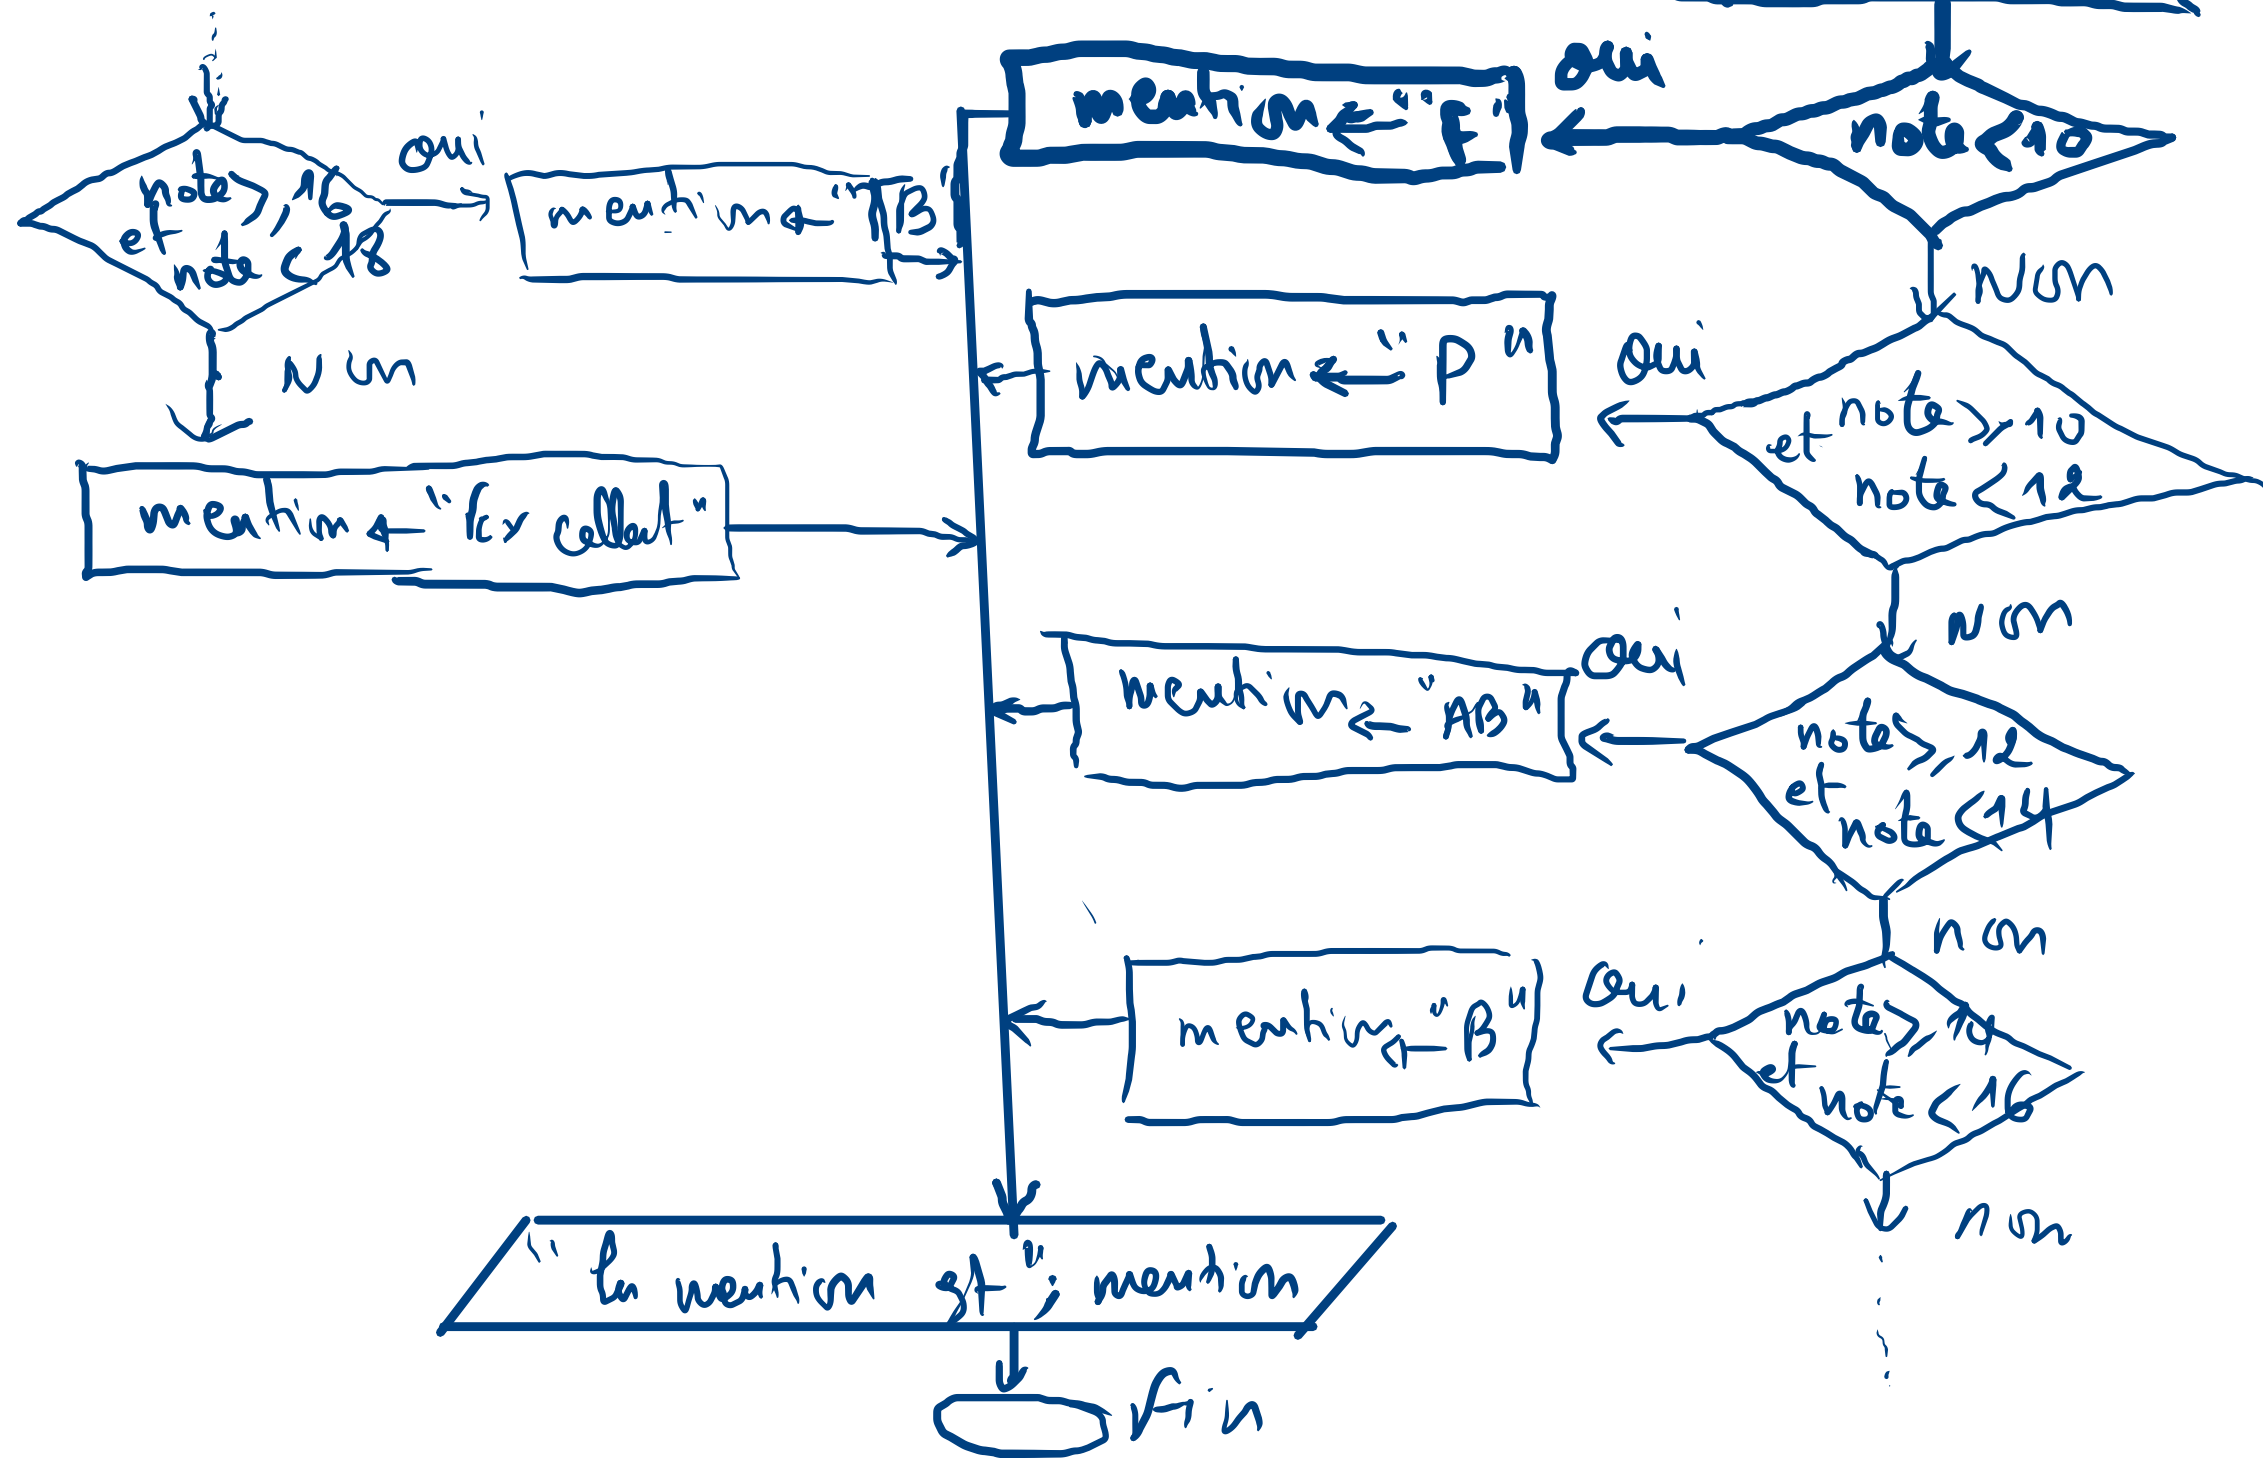 note < 10
oui
mention ← "E"
Non
note ⩾ 10
et
note < 12
oui
mention ← "P"
Non
note ⩾ 12
et
note < 14
oui
mention ← "AB"
non
note ⩾ 14
et
note < 16
oui
mention ← "B"
non
note ⩾ 16
et
note < 18
oui
mention ← "TB"
Non
mention ← "Excellent"
"la mention est" ; mention
Fin